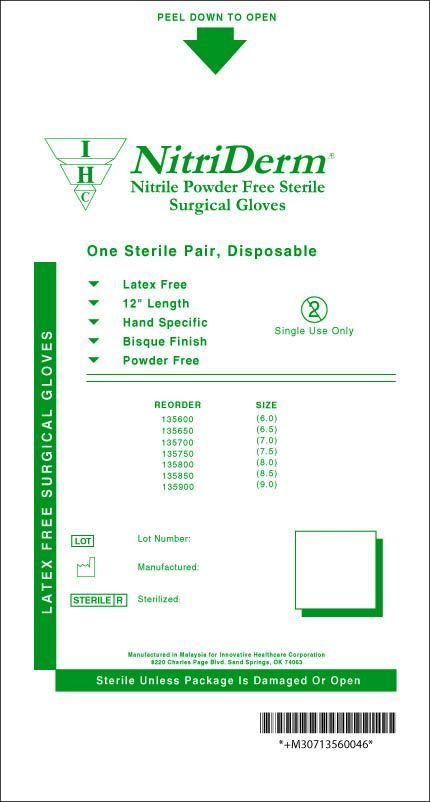 PEEL DOWN TO OPEN
I
H
C
NitriDerm Æ
Nitrile Powder Free Sterile
Surgical Gloves
One Sterile Pair, Disposable
Latex Free
12" Length
Hand Specific
Bisque Finish
Powder Free
2
Single Use Only
LATEX FREE SURGICAL GLOVES
REORDER SIZE
135600 (6.0)
135650 (6.5)
135700 (7.0)
135750 (7.5)
135800 (8.0)
135850 (8.5)
135900 (9.0)
LOT Lot Number:
Manufactured:
STERILE R Sterilized:
Manufactured in Malaysia for Innovative Healthcare Corporation
8220 Charles Page Blvd. Sand Springs, OK 74063
Sterile Unless Package Is Damaged Or Open
*+M30713560046*